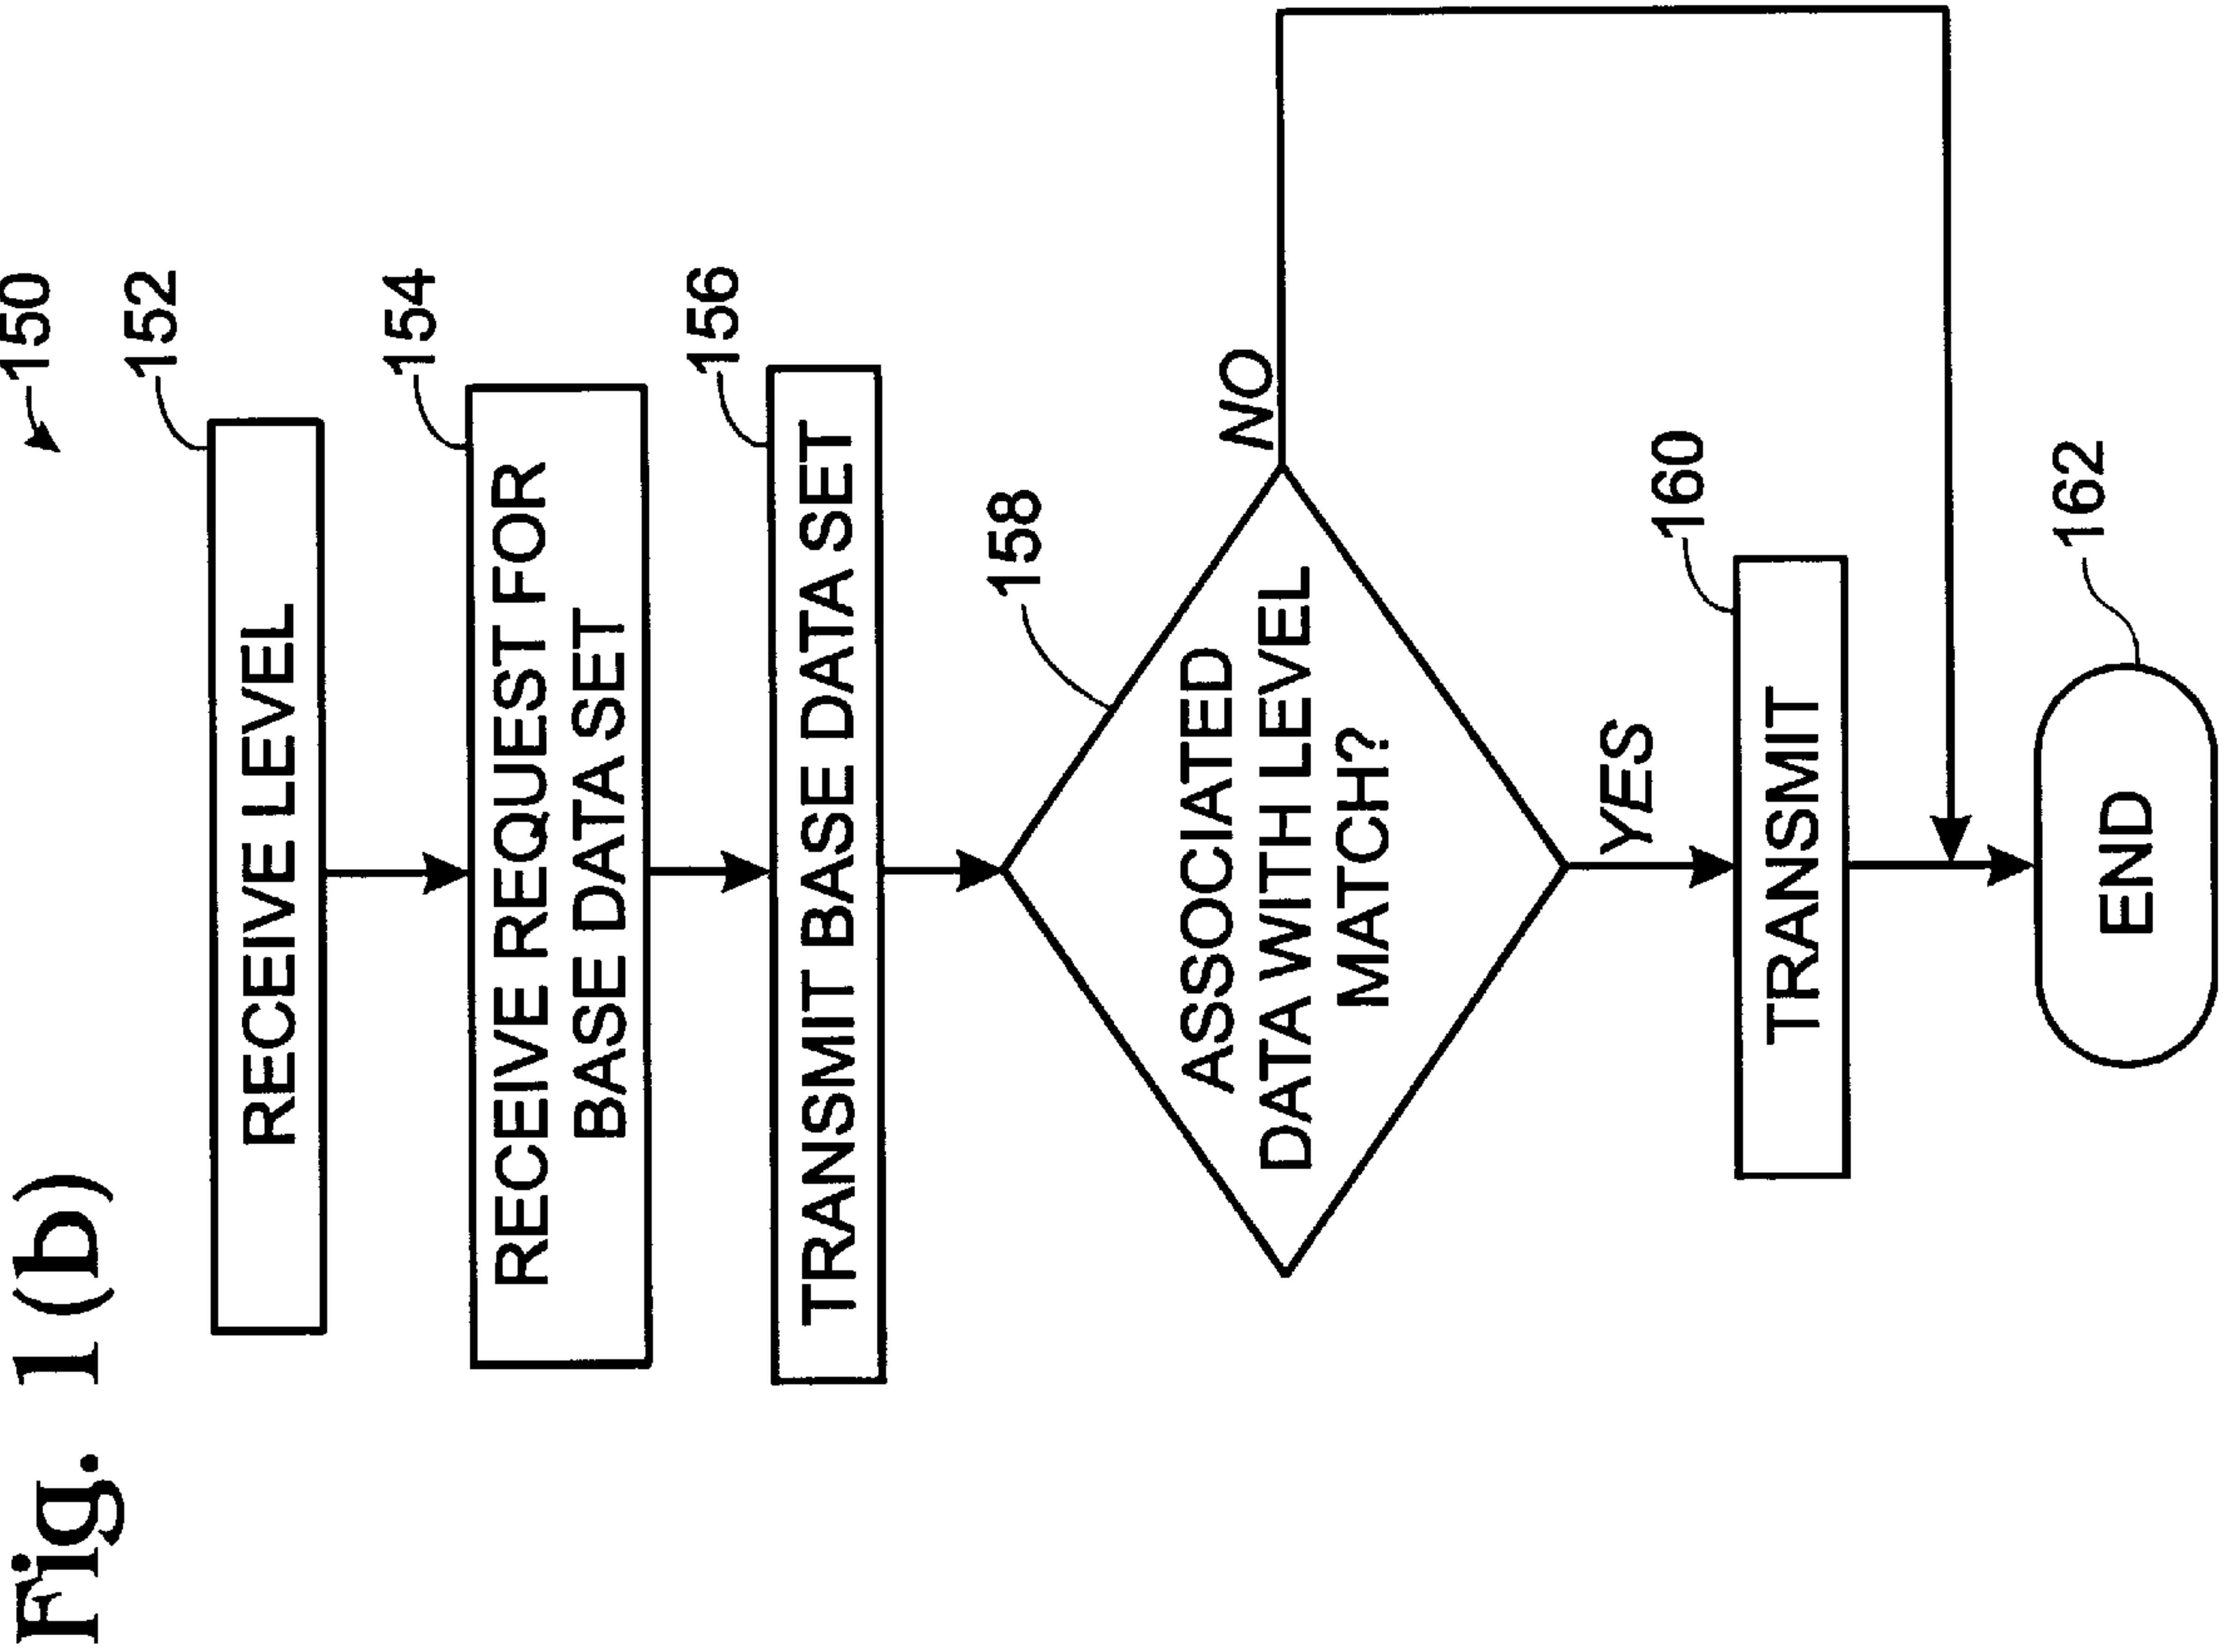 Fig. 1(b)
150
152
RECEIVE LEVEL
154
RECEIVE REQUEST FOR
BASE DATA SET
156
TRANSMIT BASE DATA SET
158
ASSOCIATED
DATA WITH LEVEL
MATCH?
NO
YES
160
TRANSMIT
162
END